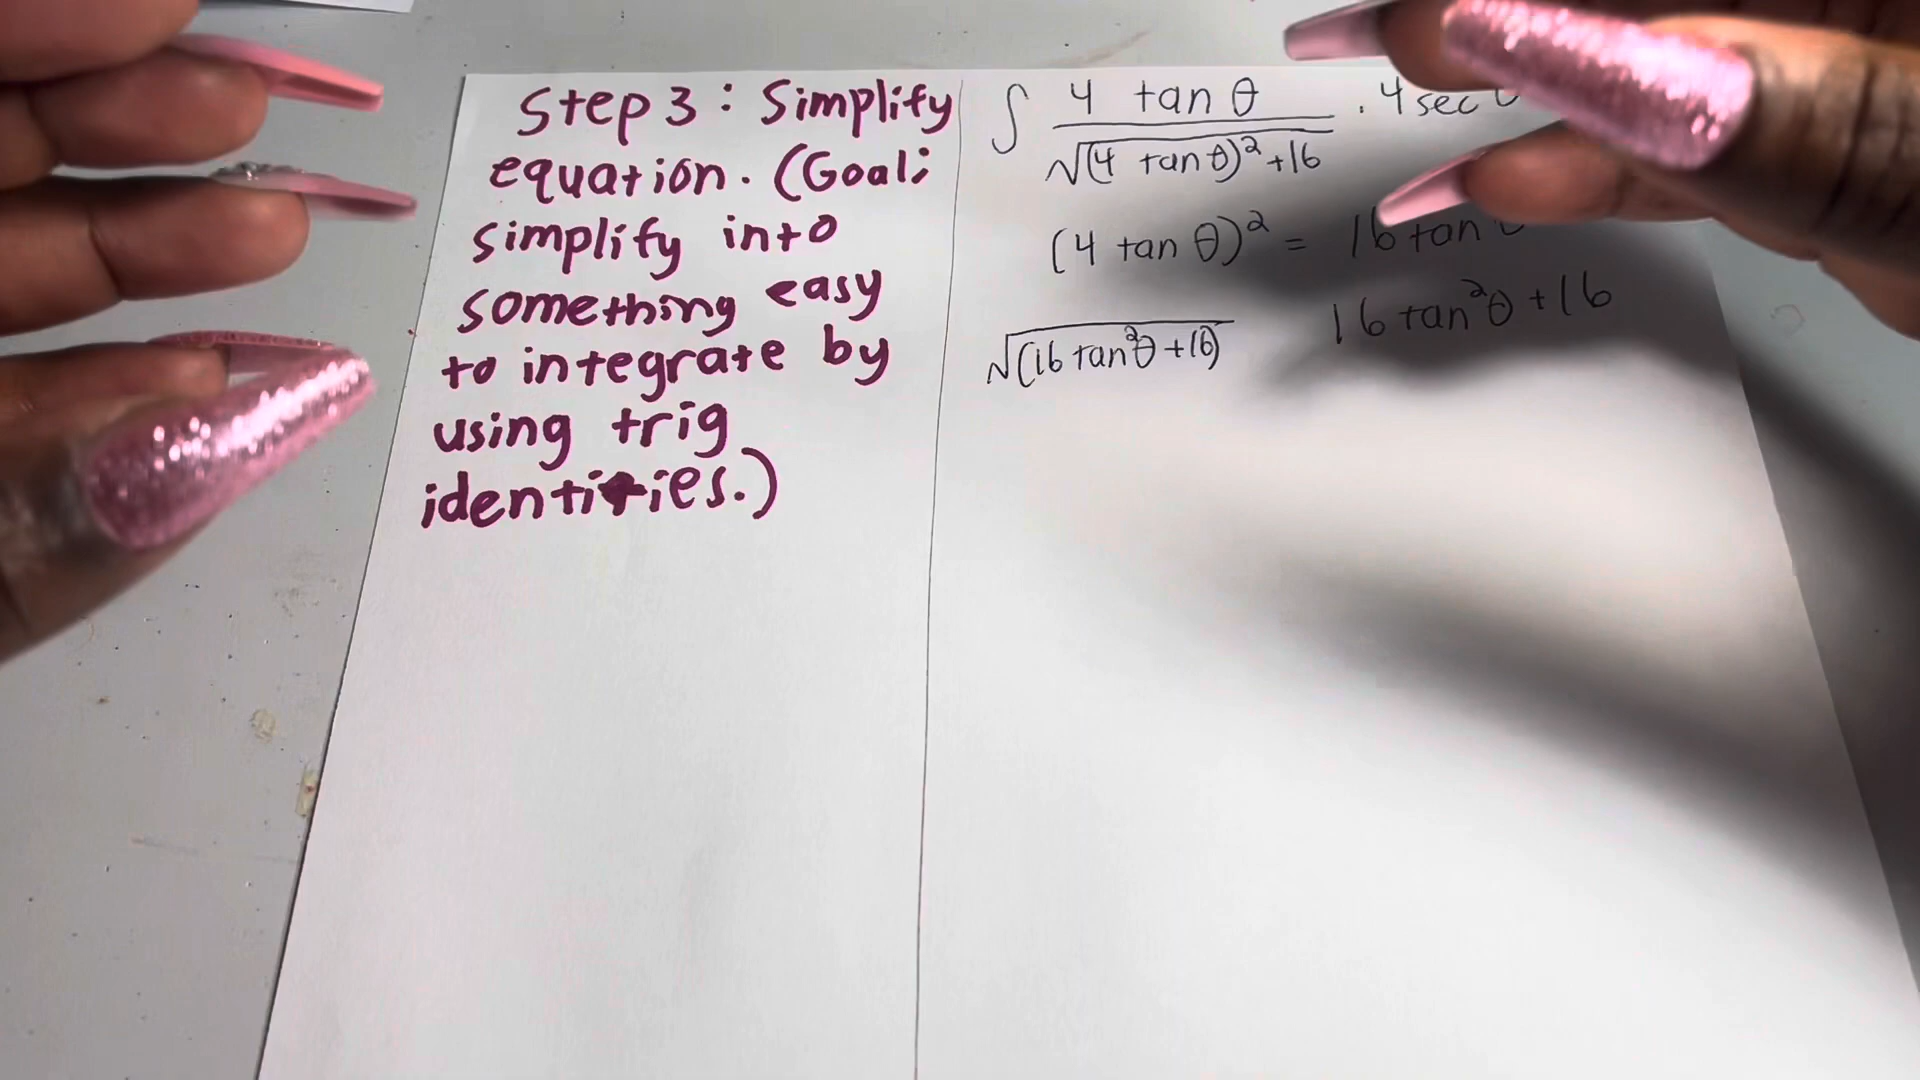 Step 3: Simplify
equation. (Goal:
simplify into
something easy
to integrate by
using trig
identities.)
∫ 4 tan θ / √(4 tan θ)² + 16 . 4 sec
(4 tan θ)² = 16 tan
16 tan²θ + 16
√(16 tan²θ + 16)